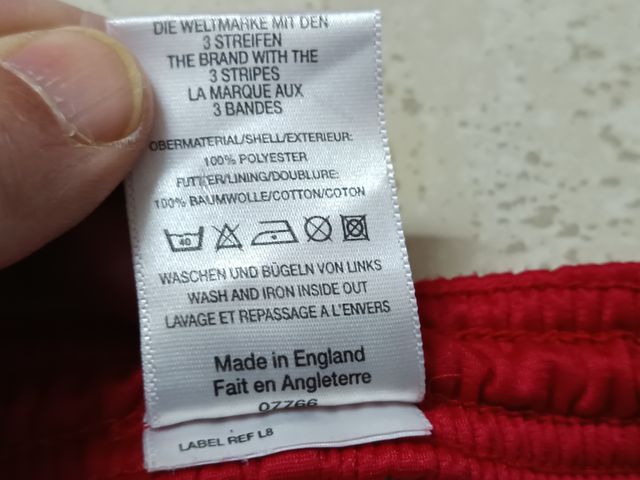 DIE WELTMARKE MIT DEN
3 STREIFEN
THE BRAND WITH THE
3 STRIPES
LA MARQUE AUX
3 BANDES
OBERMATERIAL/SHELL/EXTERIEUR:
100% POLYESTER
FUTTER/LINING/DOUBLURE:
100% BAUMWOLLE/COTTON/COTON
40
WASCHEN UND BÜGELN VON LINKS
WASH AND IRON INSIDE OUT
LAVAGE ET REPASSAGE A L'ENVERS
Made in England
Fait en Angleterre
07766
LABEL REF L8